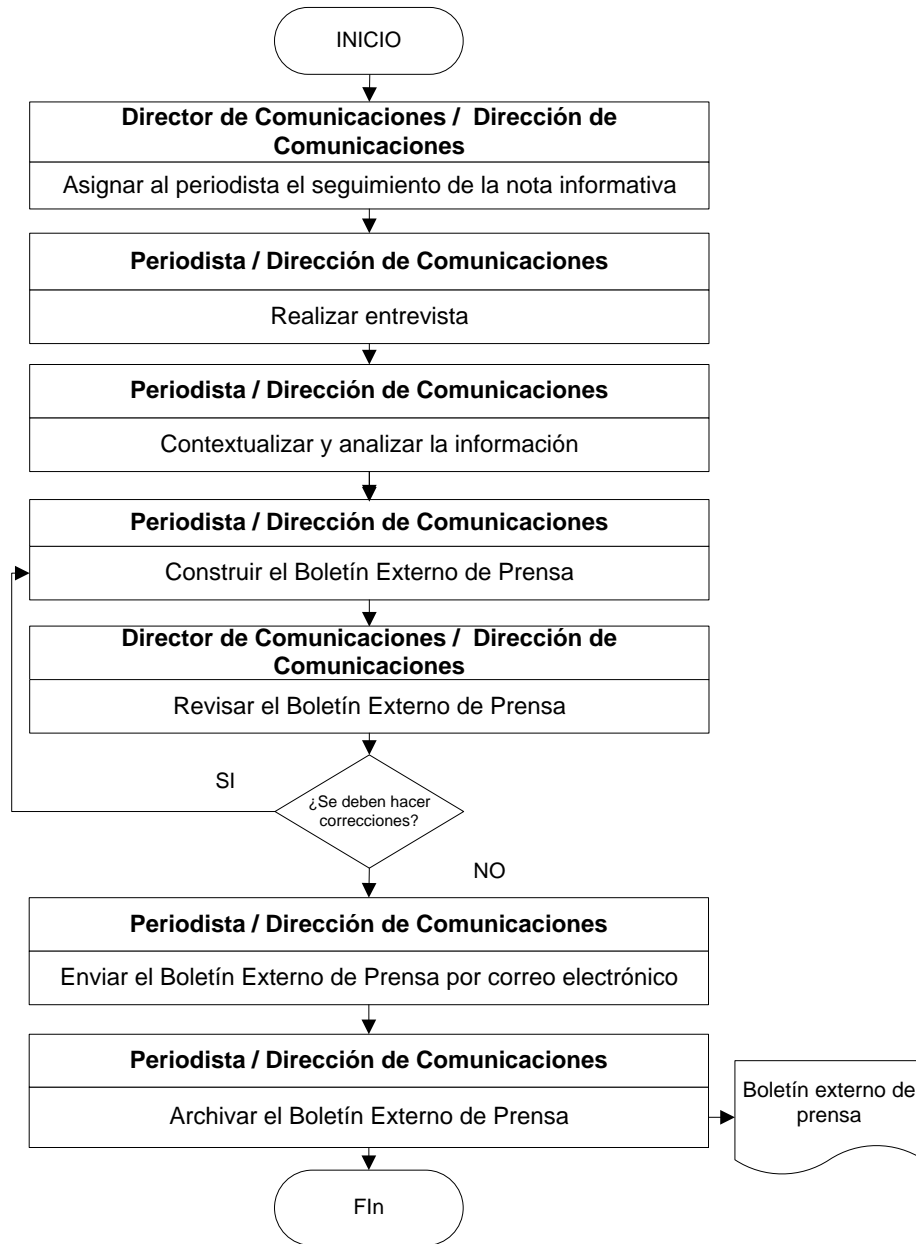 INICIO
Director de Comunicaciones / Dirección de
Comunicaciones
Asignar al periodista el seguimiento de la nota informativa
Periodista / Dirección de Comunicaciones
Realizar entrevista
Periodista / Dirección de Comunicaciones
Contextualizar y analizar la información
Periodista / Dirección de Comunicaciones
Construir el Boletín Externo de Prensa
Director de Comunicaciones / Dirección de
Comunicaciones
Revisar el Boletín Externo de Prensa
SI
¿Se deben hacer
correcciones?
NO
Periodista / Dirección de Comunicaciones
Enviar el Boletín Externo de Prensa por correo electrónico
Periodista / Dirección de Comunicaciones
Archivar el Boletín Externo de Prensa
Boletín externo de
prensa
FIn